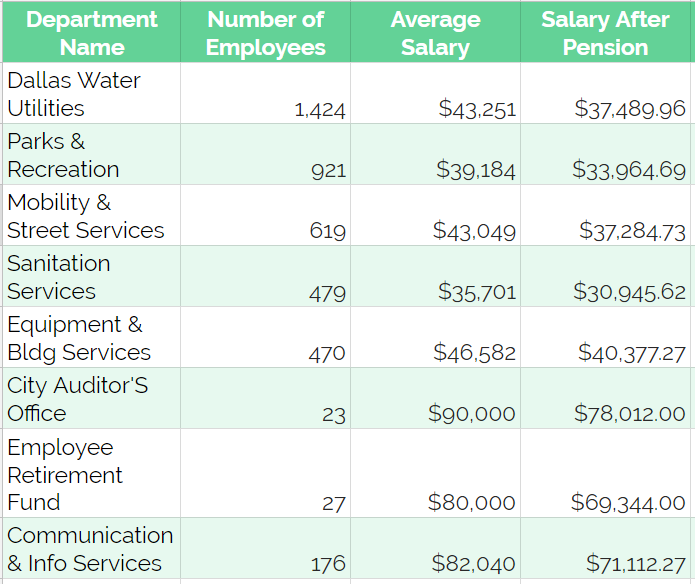 Department Name Number of Employees Average Salary Salary After Pension
Dallas Water Utilities 1,424 $43,251 $37,489.96
Parks & Recreation 921 $39,184 $33,964.69
Mobility & Street Services 619 $43,049 $37,284.73
Sanitation Services 479 $35,701 $30,945.62
Equipment & Bldg Services 470 $46,582 $40,377.27
City Auditor'S Office 23 $90,000 $78,012.00
Employee Retirement Fund 27 $80,000 $69,344.00
Communication & Info Services 176 $82,040 $71,112.27